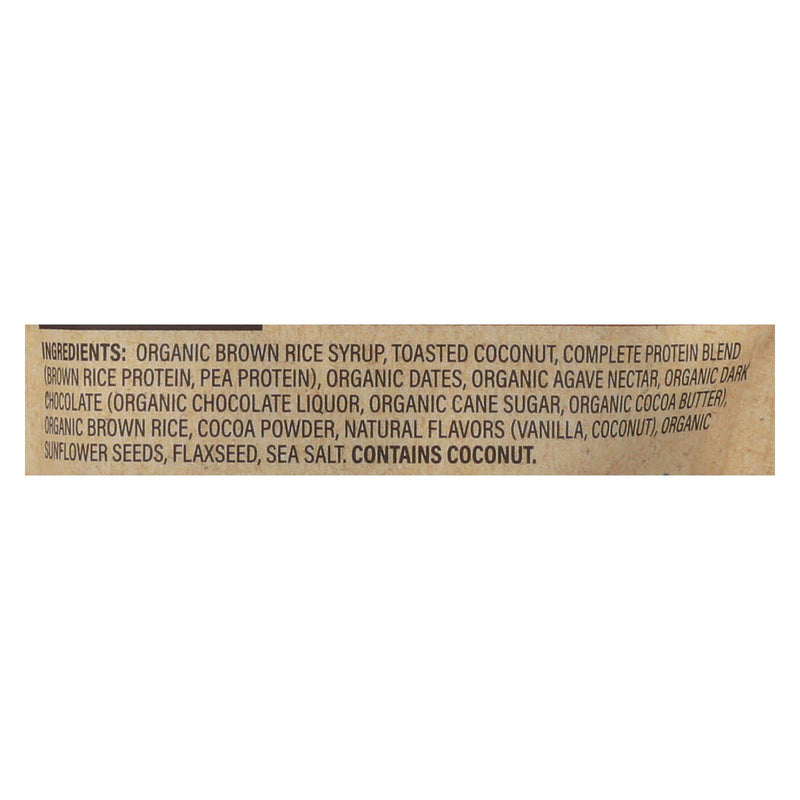 INGREDIENTS: ORGANIC BROWN RICE SYRUP, TOASTED COCONUT, COMPLETE PROTEIN BLEND
(BROWN RICE PROTEIN, PEA PROTEIN), ORGANIC DATES, ORGANIC AGAVE NECTAR, ORGANIC DARK
CHOCOLATE (ORGANIC CHOCOLATE LIQUOR, ORGANIC CANE SUGAR, ORGANIC COCOA BUTTER),
ORGANIC BROWN RICE, COCOA POWDER, NATURAL FLAVORS (VANILLA, COCONUT), ORGANIC
SUNFLOWER SEEDS, FLAXSEED, SEA SALT. CONTAINS COCONUT.